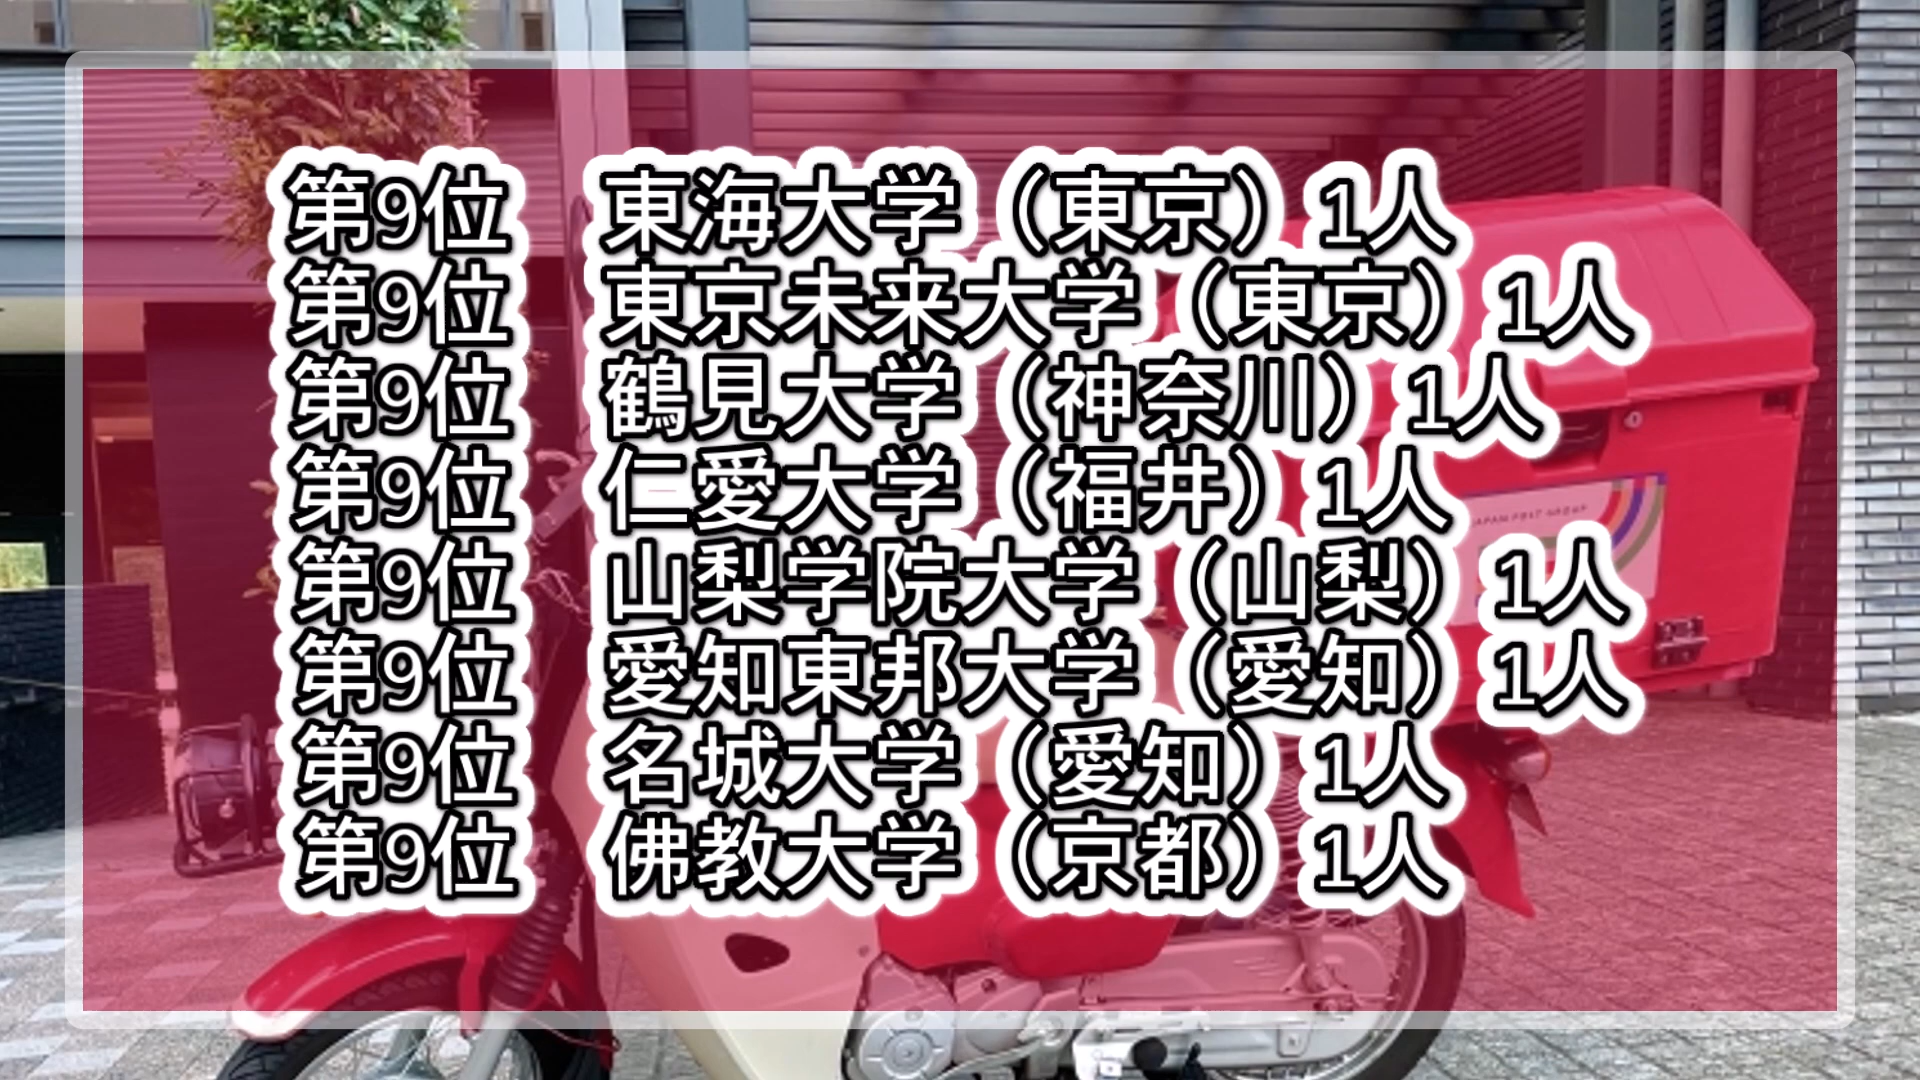 第9位　東海大学（東京）1人
第9位　東京未来大学（東京）1人
第9位　鶴見大学（神奈川）1人
第9位　仁愛大学（福井）1人
第9位　山梨学院大学（山梨）1人
第9位　愛知東邦大学（愛知）1人
第9位　名城大学（愛知）1人
第9位　佛教大学（京都）1人
JAPAN POST GROUP